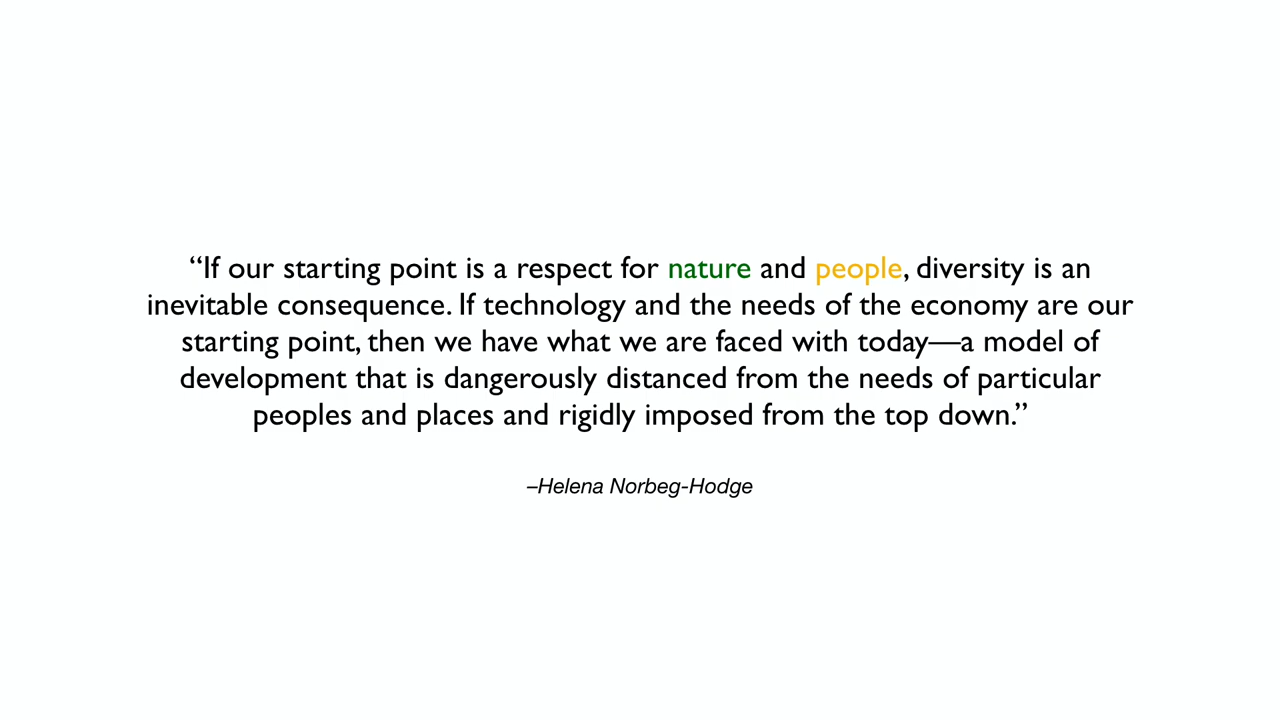 “If our starting point is a respect for nature and people, diversity is an
inevitable consequence. If technology and the needs of the economy are our
starting point, then we have what we are faced with today—a model of
development that is dangerously distanced from the needs of particular
peoples and places and rigidly imposed from the top down.”
–Helena Norbeg-Hodge